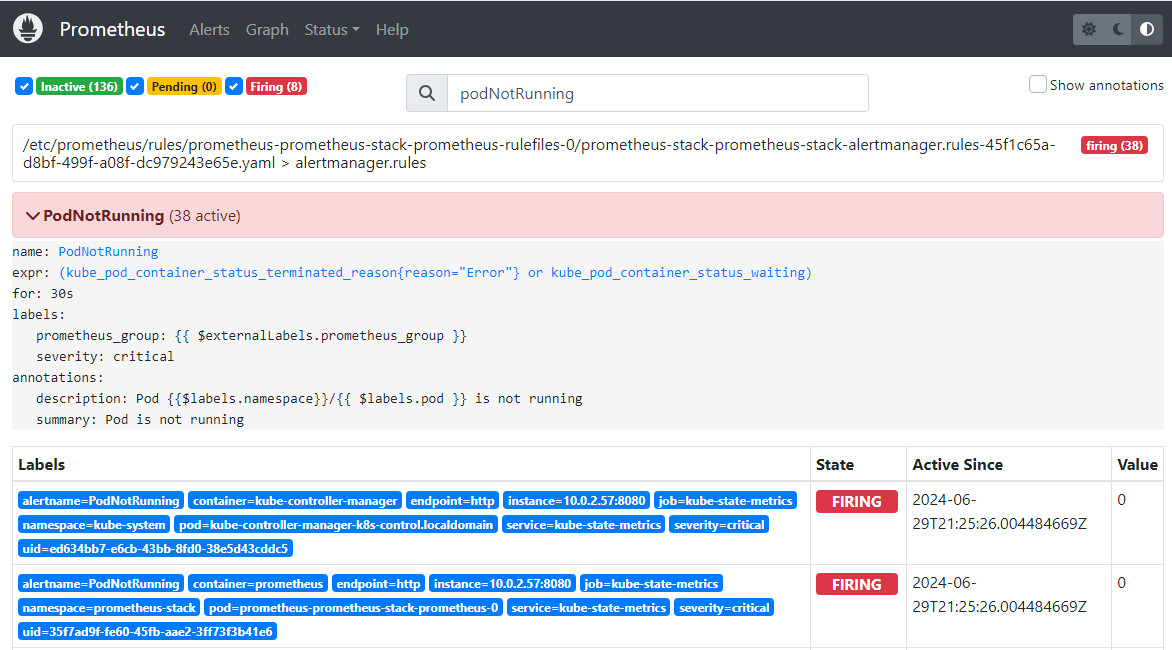 Prometheus Alerts Graph Status Help
Inactive (136) Pending (0) Firing (8) podNotRunning Show annotations
/etc/prometheus/rules/prometheus-prometheus-stack-prometheus-rulefiles-0/prometheus-stack-prometheus-stack-alertmanager.rules-45f1c65a- firing (38)
d8bf-499f-a08f-dc979243e65e.yaml > alertmanager.rules
PodNotRunning (38 active)
name: PodNotRunning
expr: (kube_pod_container_status_terminated_reason{reason="Error"} or kube_pod_container_status_waiting)
for: 30s
labels:
prometheus_group: {{ $externalLabels.prometheus_group }}
severity: critical
annotations:
description: Pod {{$labels.namespace}}/{{ $labels.pod }} is not running
summary: Pod is not running
Labels State Active Since Value
alertname=PodNotRunning container=kube-controller-manager endpoint=http instance=10.0.2.57:8080 job=kube-state-metrics FIRING 2024-06- 0
namespace=kube-system pod=kube-controller-manager-k8s-control.localdomain service=kube-state-metrics severity=critical 29T21:25:26.004484669Z
uid=ed634bb7-e6cb-43bb-8fd0-38e5d43cddc5
alertname=PodNotRunning container=prometheus endpoint=http instance=10.0.2.57:8080 job=kube-state-metrics FIRING 2024-06- 0
namespace=prometheus-stack pod=prometheus-prometheus-stack-prometheus-0 service=kube-state-metrics severity=critical 29T21:25:26.004484669Z
uid=35f7ad9f-fe60-45fb-aae2-3ff73f3b41e6